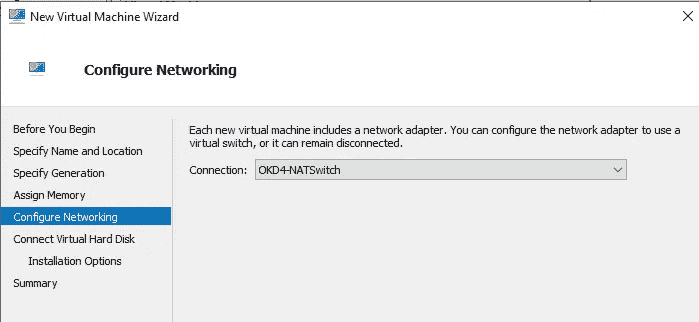 New Virtual Machine Wizard
Configure Networking
Before You Begin
Specify Name and Location
Specify Generation
Assign Memory
Configure Networking
Connect Virtual Hard Disk
Installation Options
Summary
Each new virtual machine includes a network adapter. You can configure the network adapter to use a
virtual switch, or it can remain disconnected.
Connection: OKD4-NATSwitch